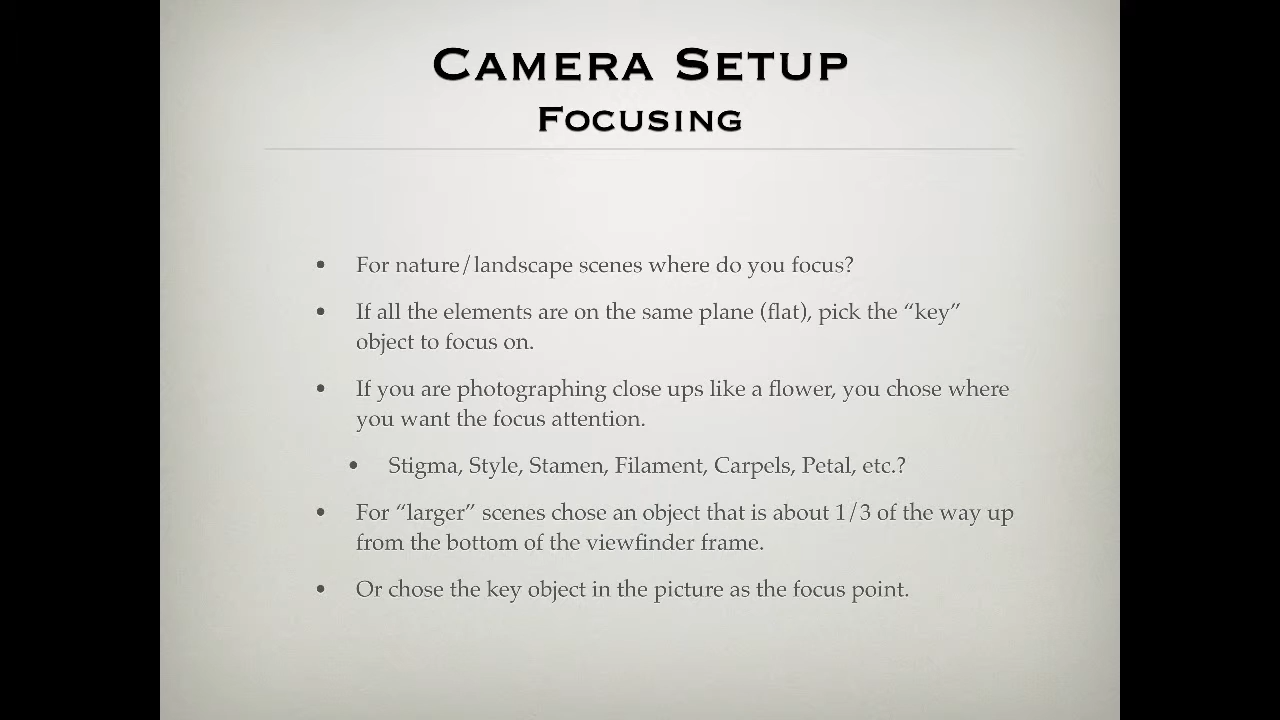 Camera Setup
Focusing
• For nature/landscape scenes where do you focus?
• If all the elements are on the same plane (flat), pick the “key”
object to focus on.
• If you are photographing close ups like a flower, you chose where
you want the focus attention.
• Stigma, Style, Stamen, Filament, Carpels, Petal, etc.?
• For “larger” scenes chose an object that is about 1/3 of the way up
from the bottom of the viewfinder frame.
• Or chose the key object in the picture as the focus point.